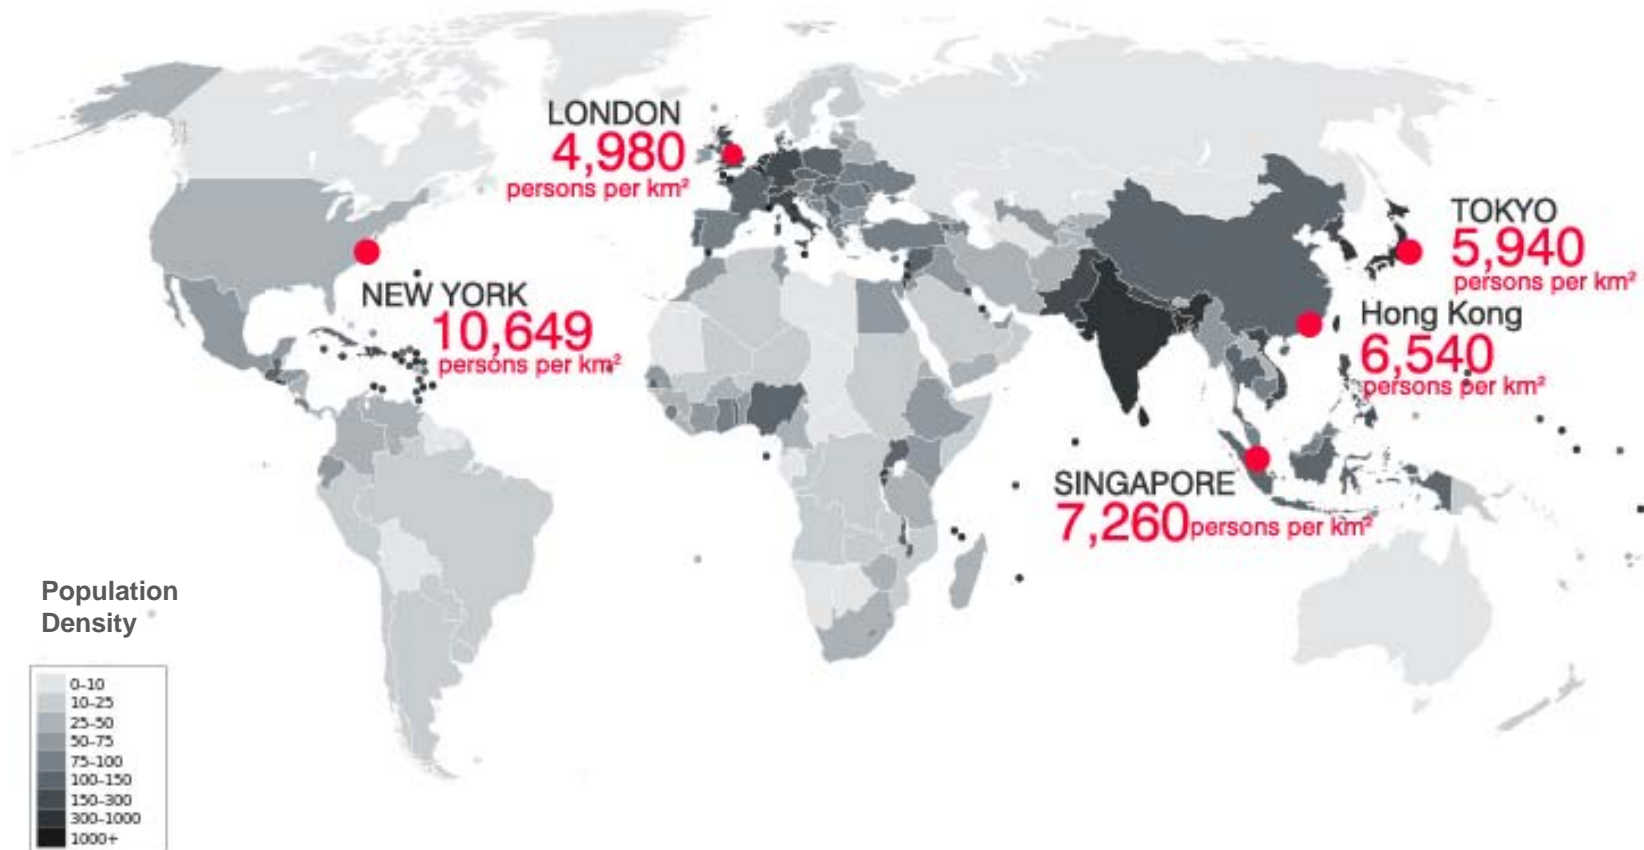 LONDON
4,980
persons per km²
NEW YORK
10,649
persons per km²
TOKYO
5,940
persons per km²
Hong Kong
6,540
persons per km²
SINGAPORE
7,260 persons per km²
Population
Density
0-10
10-25
25-50
50-75
75-100
100-150
150-300
300-1000
1000+